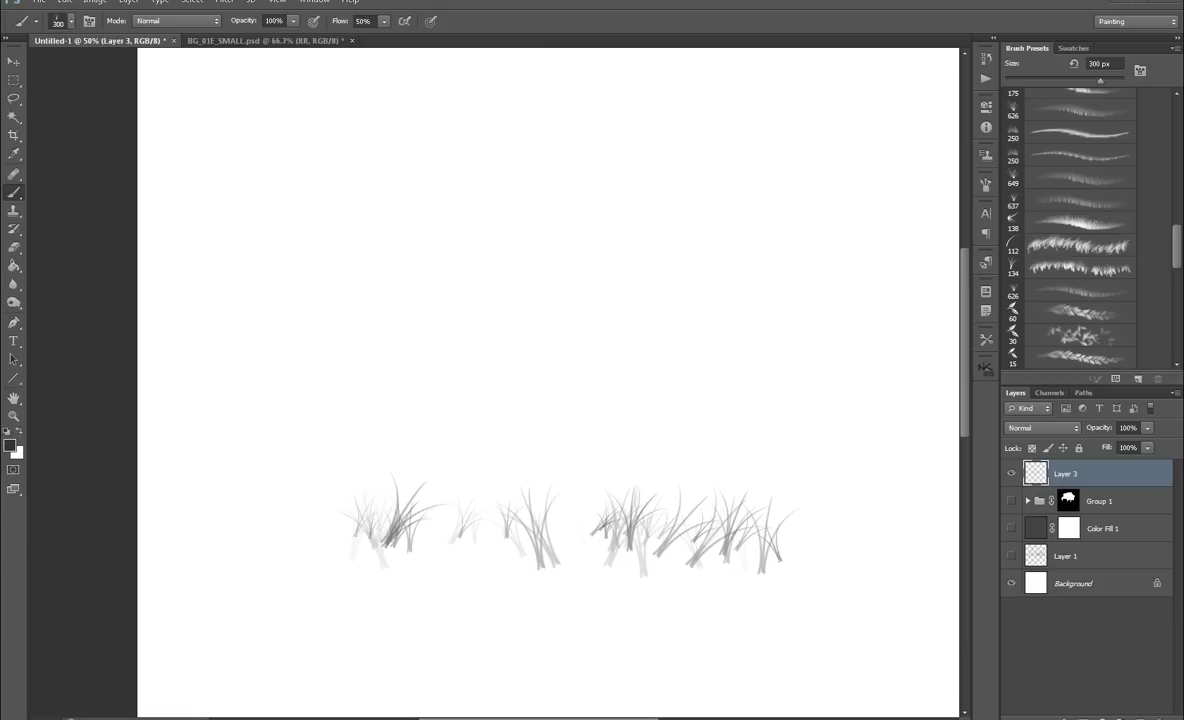 Mode:
Normal
Opacity:
100%
Flow:
50%
Painting
300
Untitled-1 @ 50% (Layer 3, RGB/8) *
BG_01E_SMALL.psd @ 66.7% (RR, RGB/8) *
Brush Presets
Swatches
Size:
300 px
175
626
250
250
649
637
138
112
134
626
60
30
15
Layers
Channels
Paths
Kind
Normal
Opacity:
100%
Lock:
Fill:
100%
Layer 3
Group 1
Color Fill 1
Layer 1
Background